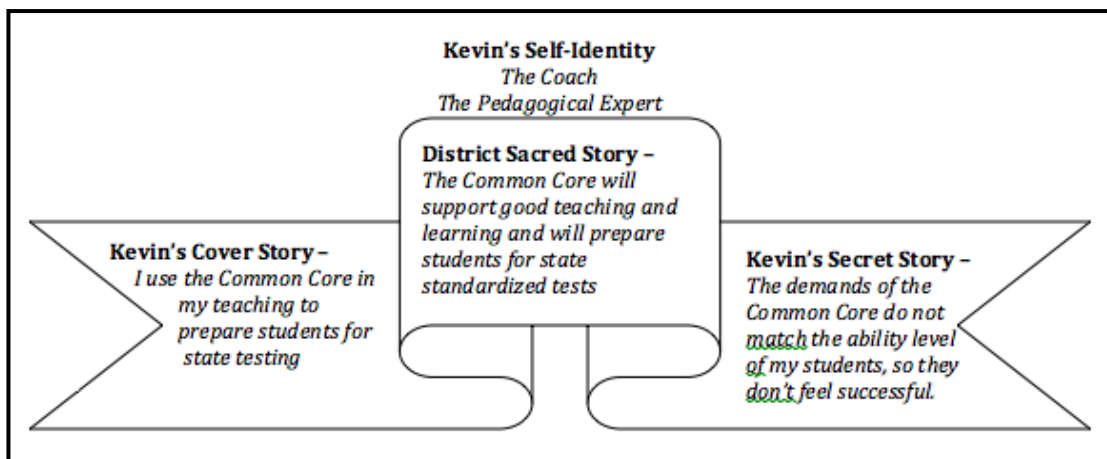 Kevin's Self-Identity
The Coach
The Pedagogical Expert
District Sacred Story –
The Common Core will
support good teaching and
learning and will prepare
students for state
standardized tests
Kevin's Cover Story –
I use the Common Core in
my teaching to
prepare students for
state testing
Kevin's Secret Story –
The demands of the
Common Core do not
match the ability level
of my students, so they
don't feel successful.